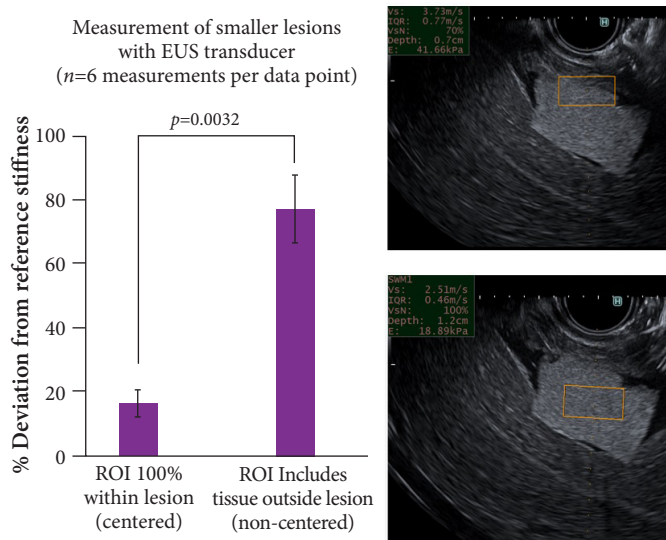 Measurement of smaller lesions
with EUS transducer
(n=6 measurements per data point)
% Deviation from reference stiffness
100
80
60
40
20
0
p=0.0032
ROI 100%
within lesion
(centered)
ROI Includes
tissue outside lesion
(non-centered)
Vs: 3.73m/s
IQR: 0.77m/s
VsN: 70%
Depth: 0.7cm
E: 41.66kPa
H
SWM1
Vs: 2.51m/s
IQR: 0.46m/s
VsN: 100%
Depth: 1.2cm
E: 18.89kPa
H